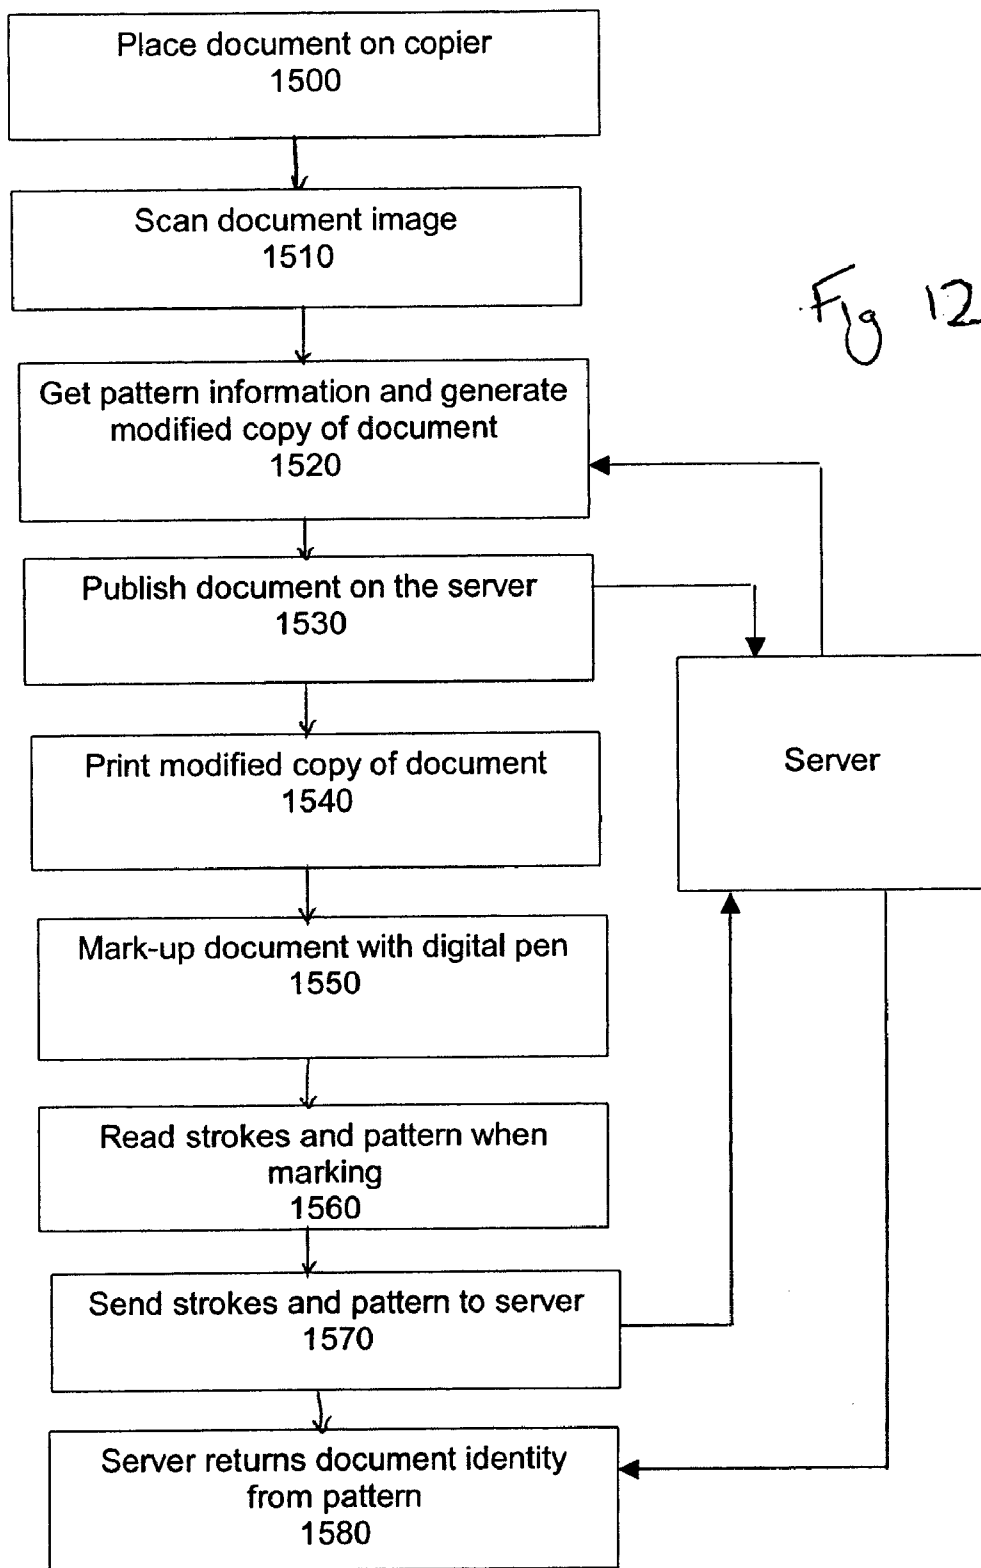 Place document on copier
1500
Scan document image
1510
Fig 12
Get pattern information and generate
modified copy of document
1520
Publish document on the server
1530
Print modified copy of document
1540
Server
Mark-up document with digital pen
1550
Read strokes and pattern when
marking
1560
Send strokes and pattern to server
1570
Server returns document identity
from pattern
1580